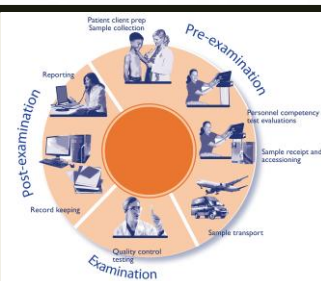 Patient client prep
Sample collection
Pre-examination
Personnel competency
test evaluations
Sample receipt and
accessioning
Sample transport
Quality control
testing
Examination
Record keeping
Post-examination
Reporting